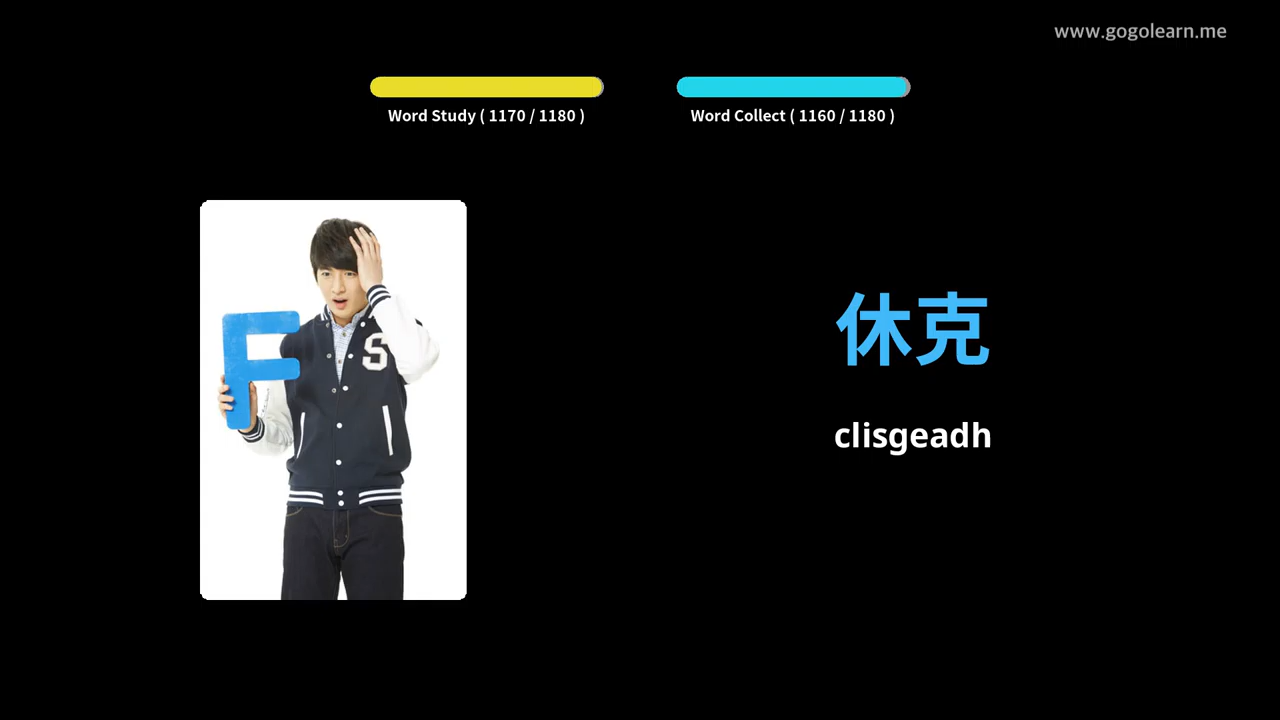 www.gogolearn.me
Word Study ( 1170 / 1180 )
Word Collect ( 1160 / 1180 )
F
S
休克
clisgeadh